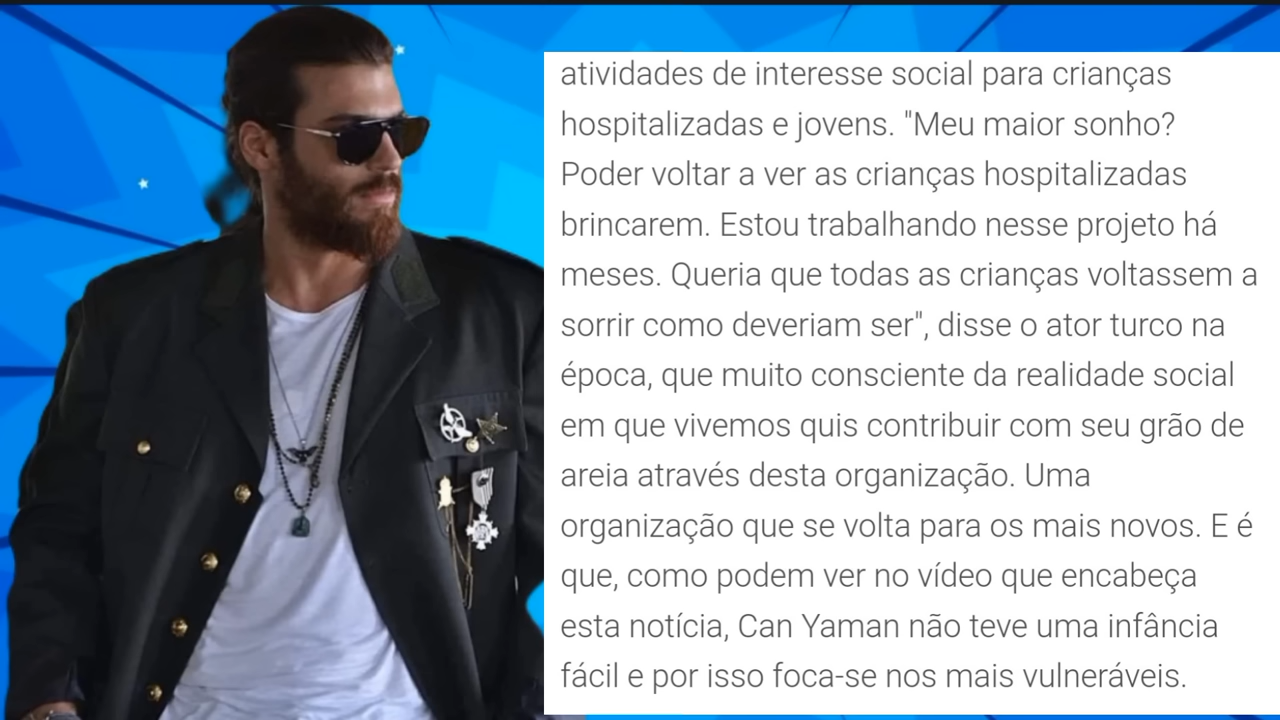 atividades de interesse social para crianças
hospitalizadas e jovens. "Meu maior sonho?
Poder voltar a ver as crianças hospitalizadas
brincarem. Estou trabalhando nesse projeto há
meses. Queria que todas as crianças voltassem a
sorrir como deveriam ser", disse o ator turco na
época, que muito consciente da realidade social
em que vivemos quis contribuir com seu grão de
areia através desta organização. Uma
organização que se volta para os mais novos. E é
que, como podem ver no vídeo que encabeça
esta notícia, Can Yaman não teve uma infância
fácil e por isso foca-se nos mais vulneráveis.